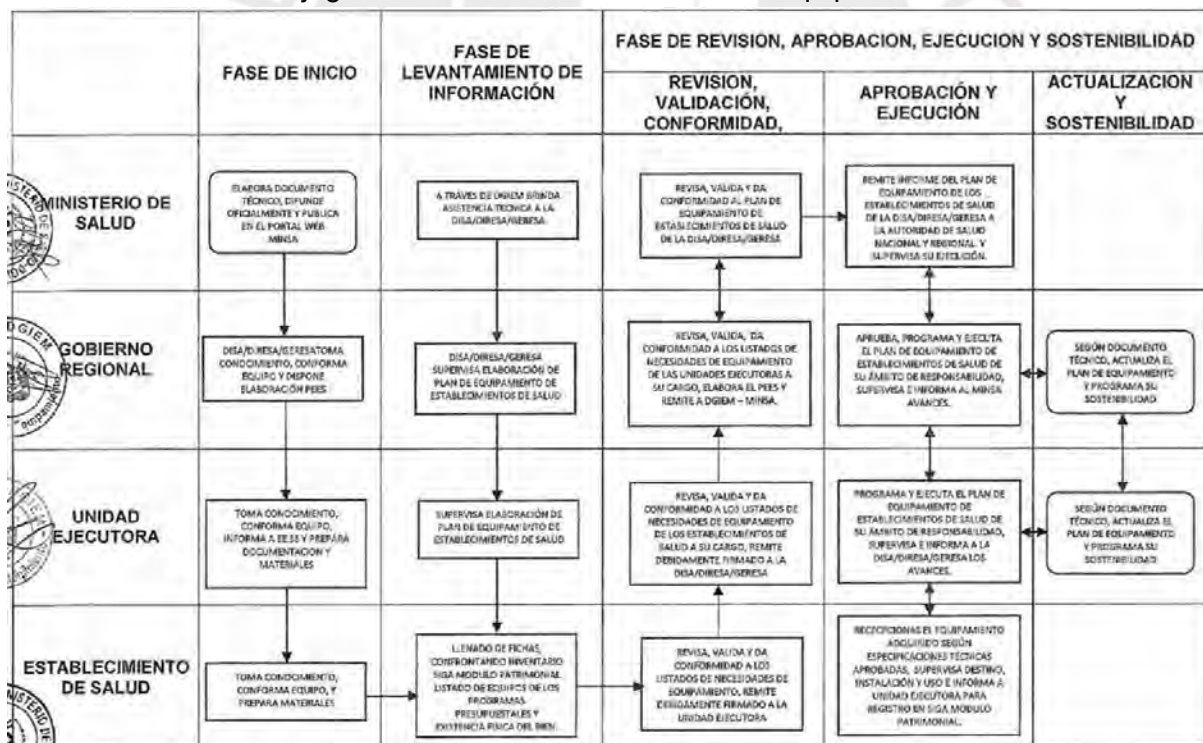 FASE DE INICIO
FASE DE
LEVANTAMIENTO DE
INFORMACIÓN
FASE DE REVISION, APROBACION, EJECUCION Y SOSTENIBILIDAD
REVISION,
VALIDACIÓN,
CONFORMIDAD,
APROBACIÓN Y
EJECUCIÓN
ACTUALIZACION
Y
SOSTENIBILIDAD
MINISTERIO DE
SALUD
ELABORA DOCUMENTO
TÉCNICO, DIFUNDE
OFICIALMENTE Y PUBLICA
EN EL PORTAL WEB
MINSA
A TRAVES DE DGIEM BRINDA
ASISTENCIA TECNICA A LA
DISA/DIRESA/GERESA
REVISA, VALIDA Y DA
CONFORMIDAD AL PLAN DE
EQUIPAMIENTO DE
ESTABLECIMIENTOS DE SALUD
DE LA DISA/DIRESA/GERESA
REMITE INFORME DEL PLAN DE
EQUIPAMIENTO DE LOS
ESTABLECIMIENTOS DE SALUD
DE LA DISA/DIRESA/GERESA A
LA AUTORIDAD DE SALUD
NACIONAL Y REGIONAL. Y
SUPERVISA SU EJECUCIÓN.
GOBIERNO
REGIONAL
DISA/DIRESA/GERESATOMA
CONOCIMIENTO, CONFORMA
EQUIPO Y DISPONE
ELABORACIÓN PEES
DISA/DIRESA/GERESA
SUPERVISA ELABORACIÓN DE
PLAN DE EQUIPAMIENTO DE
ESTABLECIMIENTOS DE SALUD
REVISA, VALIDA, DA
CONFORMIDAD A LOS LISTADOS DE
NECESIDADES DE EQUIPAMIENTO
DE LAS UNIDADES EJECUTORAS A
SU CARGO, ELABORA EL PEES Y
REMITE A DGIEM – MINSA.
APRUEBA, PROGRAMA Y EJECUTA
EL PLAN DE EQUIPAMIENTO DE
ESTABLECIMIENTOS DE SALUD DE
SU ÁMBITO DE RESPONSABILIDAD,
SUPERVISA E INFORMA AL MINSA
AVANCES.
SEGÚN DOCUMENTO
TÉCNICO, ACTUALIZA EL
PLAN DE EQUIPAMIENTO
Y PROGRAMA SU
SOSTENIBILIDAD
UNIDAD
EJECUTORA
TOMA CONOCIMIENTO,
CONFORMA EQUIPO,
INFORMA A EE.SS Y PREPARA
DOCUMENTACION Y
MATERIALES
SUPERVISA ELABORACIÓN DE
PLAN DE EQUIPAMIENTO DE
ESTABLECIMIENTOS DE SALUD
REVISA, VALIDA Y DA
CONFORMIDAD A LOS LISTADOS DE
NECESIDADES DE EQUIPAMIENTO
DE LOS ESTABLECIMIENTOS DE
SALUD A SU CARGO, REMITE
DEBIDAMENTE FIRMADO A LA
DISA/DIRESA/GERESA
PROGRAMA Y EJECUTA EL PLAN DE
EQUIPAMIENTO DE
ESTABLECIMIENTOS DE SALUD DE
SU ÁMBITO DE RESPONSABILIDAD,
SUPERVISA E INFORMA A LA
DISA/DIRESA/GERESA LOS
AVANCES.
SEGÚN DOCUMENTO
TÉCNICO, ACTUALIZA EL
PLAN DE EQUIPAMIENTO
Y PROGRAMA SU
SOSTENIBILIDAD
ESTABLECIMIENTO
DE SALUD
TOMA CONOCIMIENTO,
CONFORMA EQUIPO, Y
PREPARA MATERIALES
LLENADO DE FICHAS,
CONFRONTANDO INVENTARIO
SIGA MODULO PATRIMONIAL.
LISTADO DE EQUIPOS DE LOS
PROGRAMAS
PRESUPUESTALES Y
EXISTENCIA FISICA DEL BIEN.
REVISA, VALIDA Y DA
CONFORMIDAD A LOS
LISTADOS DE NECESIDADES DE
EQUIPAMIENTO. REMITE
DEBIDAMENTE FIRMADO A LA
UNIDAD EJECUTORA
RECEPCIONAS EL EQUIPAMIENTO
ADQUIRIDO SEGÚN
ESPECIFICACIONES TÉCNICAS
APROBADAS, SUPERVISA DESTINO,
INSTALACIÓN Y USO E INFORMA A
UNIDAD EJECUTORA PARA
REGISTRO EN SIGA MÓDULO
PATRIMONIAL.